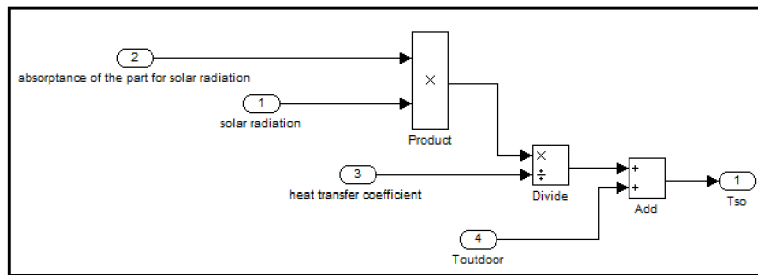 2
absorptance of the part for solar radiation
1
solar radiation
×
Product
3
heat transfer coefficient
×
÷
Divide
+
+
Add
1
Tso
4
Toutdoor